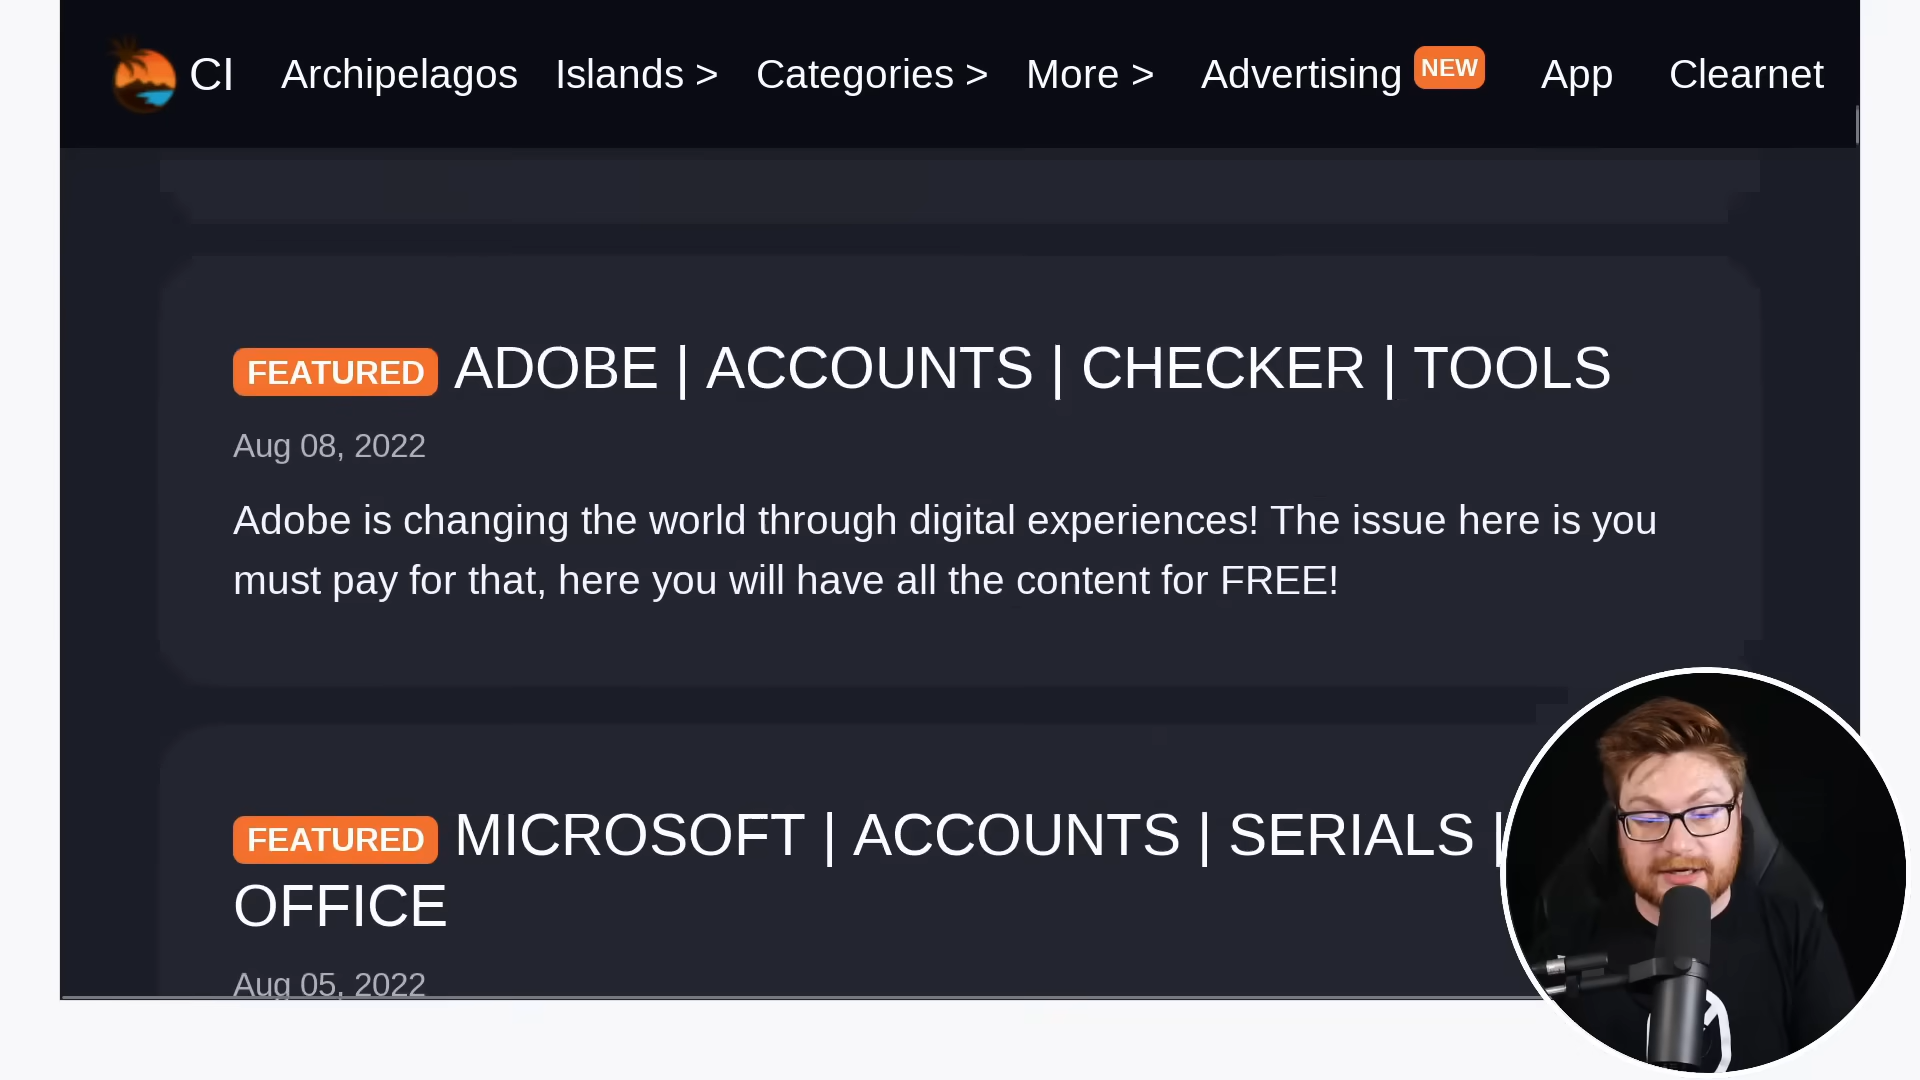 CI Archipelagos Islands > Categories > More > Advertising NEW App Clearnet
FEATURED ADOBE | ACCOUNTS | CHECKER | TOOLS
Aug 08, 2022
Adobe is changing the world through digital experiences! The issue here is you
must pay for that, here you will have all the content for FREE!
FEATURED MICROSOFT | ACCOUNTS | SERIALS |
OFFICE
Aug 05, 2022